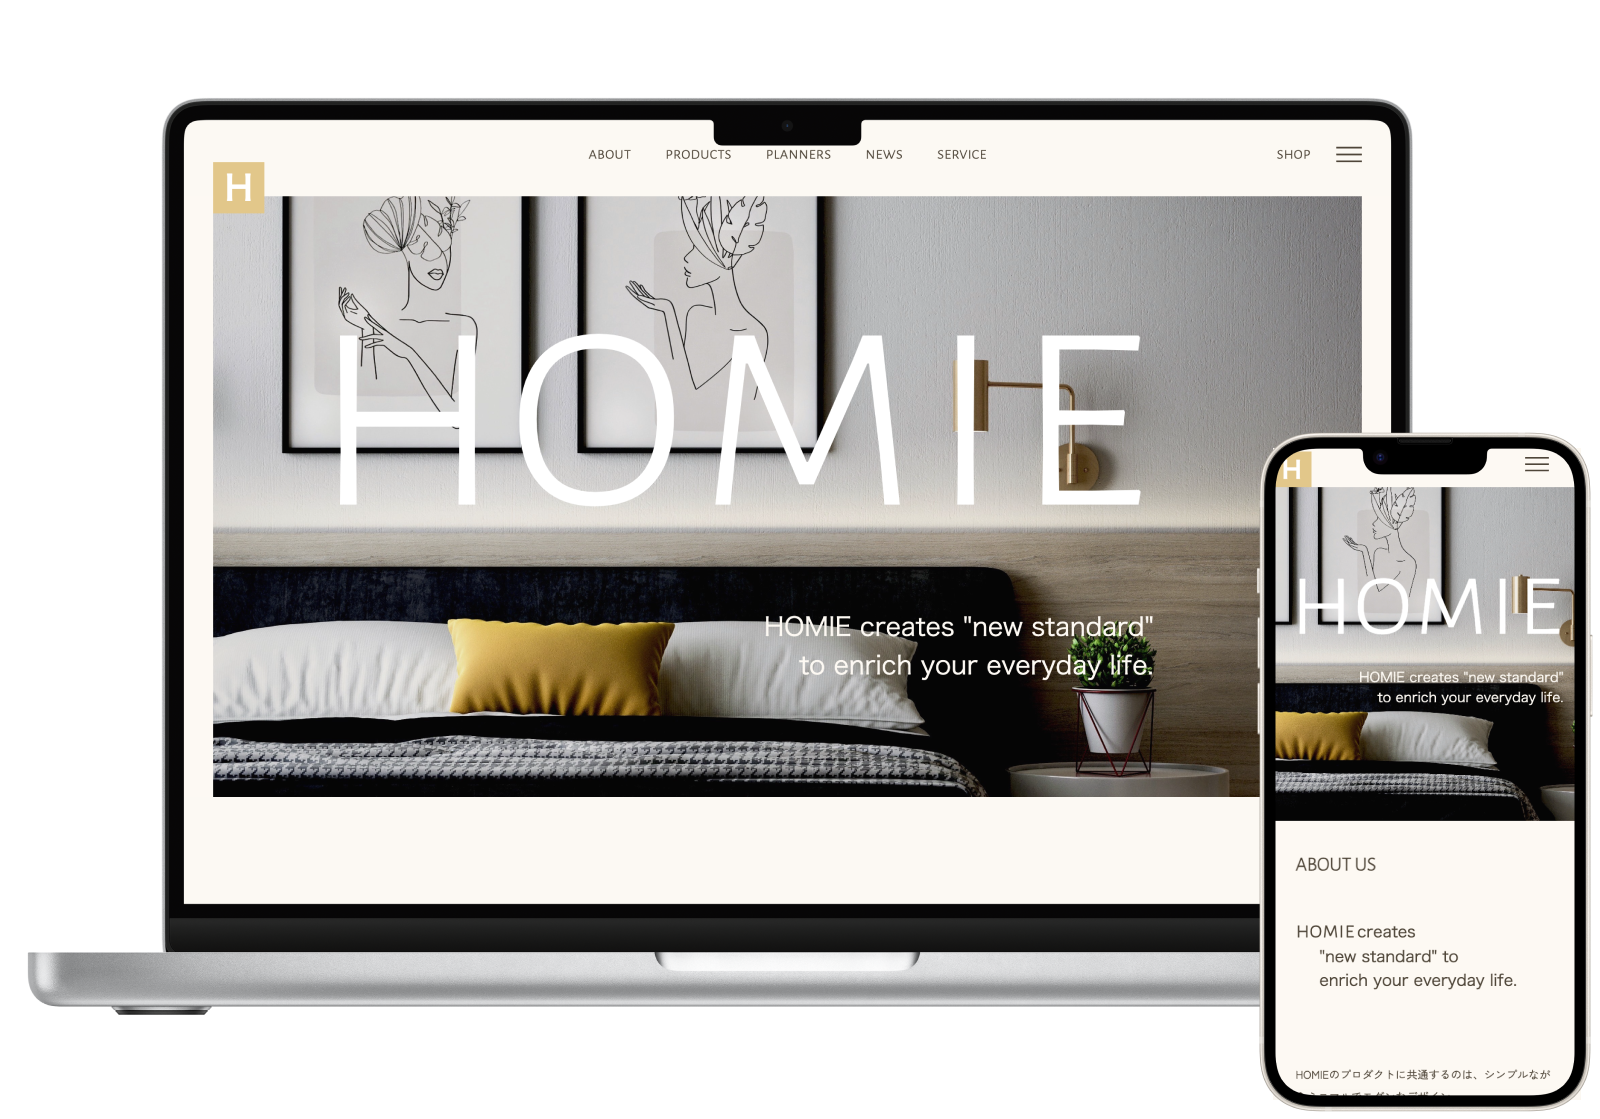 ABOUT PRODUCTS PLANNERS NEWS SERVICE SHOP
H
HOMIE
HOMIE creates "new standard"
to enrich your everyday life.
H
HOMIE
HOMIE creates "new standard"
to enrich your everyday life.
ABOUT US
HOMIE creates
"new standard" to
enrich your everyday life.
HOMIEのプロダクトに共通するのは、シンプルなが